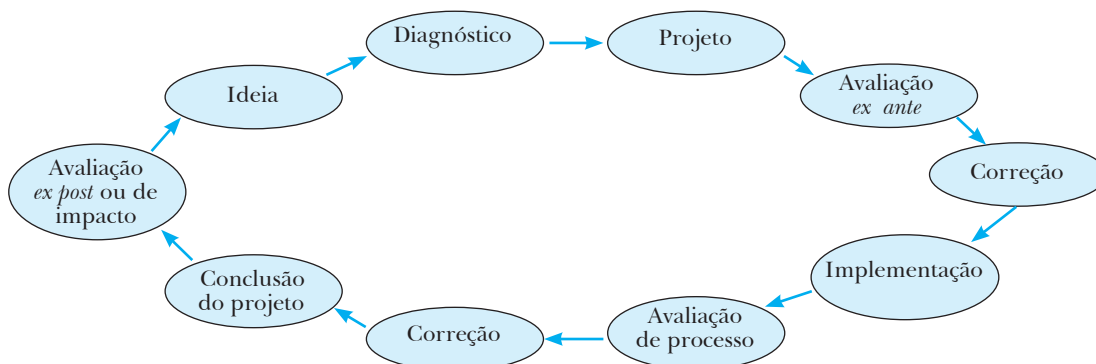 Diagnóstico
Projeto
Avaliação
ex ante
Correção
Implementação
Avaliação
de processo
Correção
Conclusão
do projeto
Avaliação
ex post ou de
impacto
Ideia